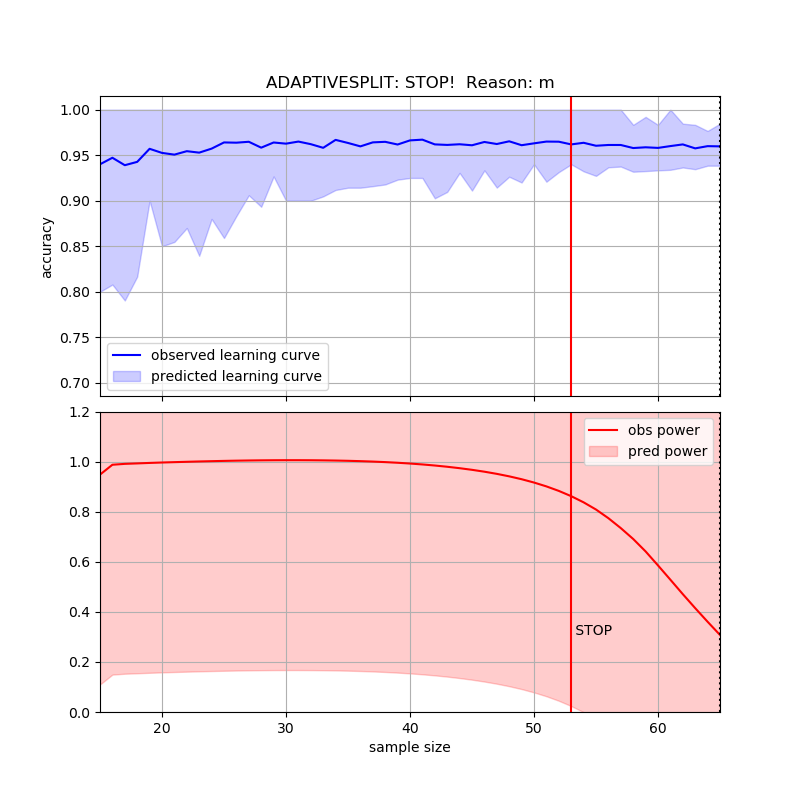 ADAPTIVESPLIT: STOP!  Reason: m
1.00
0.95
0.90
0.85
0.80
0.75
0.70
accuracy
observed learning curve
predicted learning curve
1.2
1.0
0.8
0.6
0.4
0.2
0.0
obs power
pred power
STOP
20
30
40
50
60
sample size